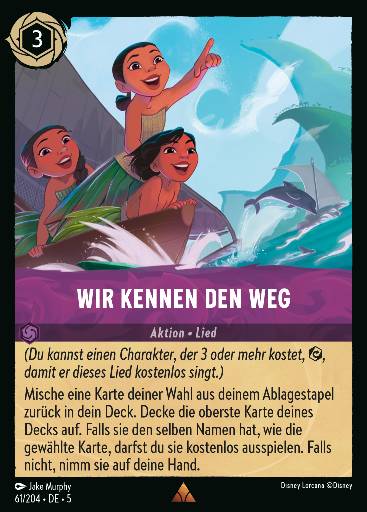 3
WIR KENNEN DEN WEG
Aktion • Lied
(Du kannst einen Charakter, der 3 oder mehr kostet, ,
damit er dieses Lied kostenlos singt.)
Mische eine Karte deiner Wahl aus deinem Ablagestapel
zurück in dein Deck. Decke die oberste Karte deines
Decks auf. Falls sie den selben Namen hat, wie die
gewählte Karte, darfst du sie kostenlos ausspielen. Falls
nicht, nimm sie auf deine Hand.
Jake Murphy
61/204 • DE • 5
Disney Lorcana ©Disney